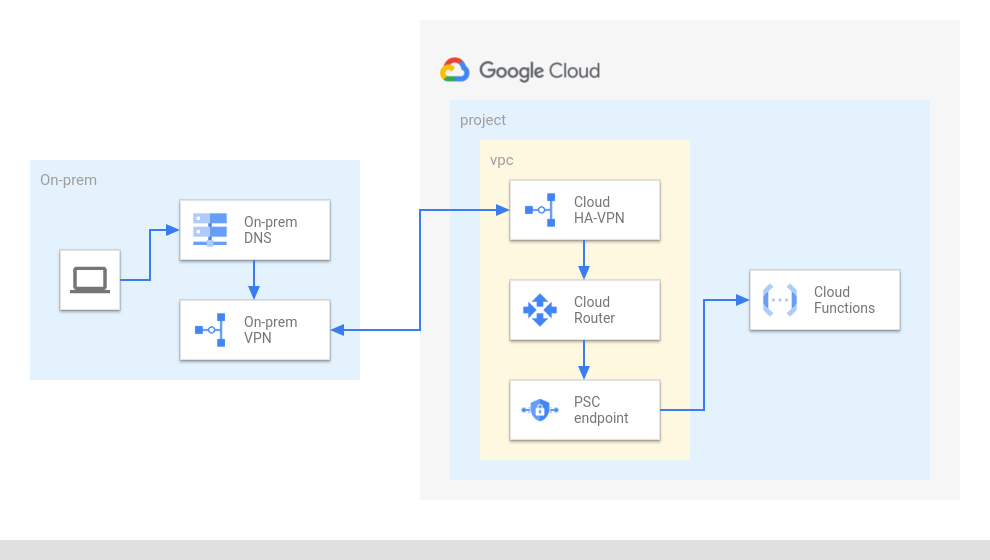 Google Cloud
project
vpc
On-prem
On-prem
DNS
On-prem
VPN
Cloud
HA-VPN
Cloud
Router
PSC
endpoint
Cloud
Functions